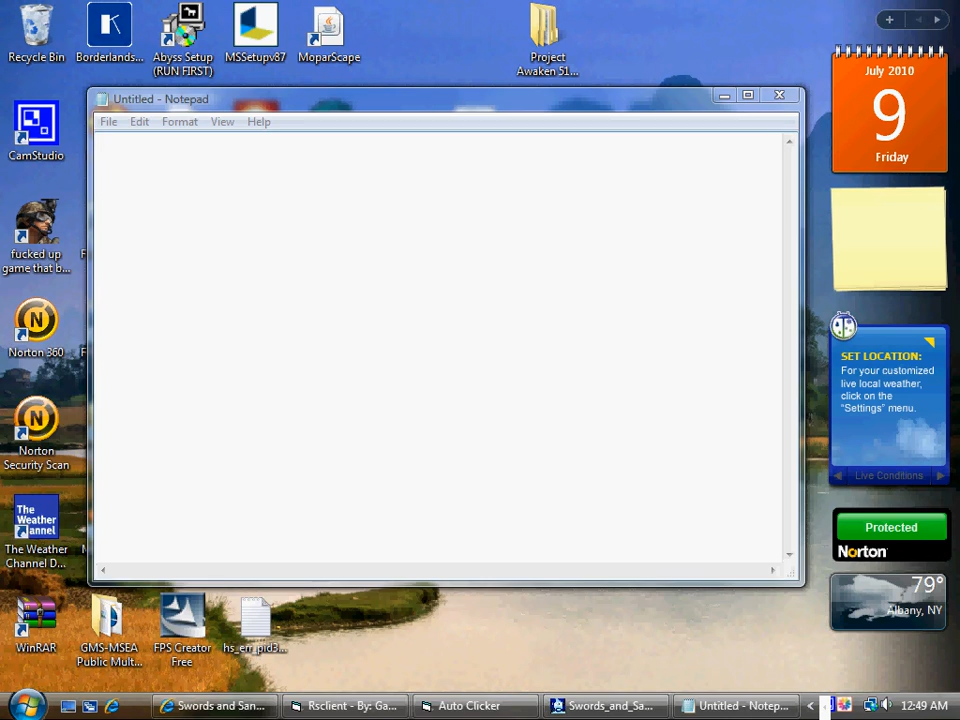 Recycle Bin
Borderlands...
Abyss Setup
(RUN FIRST)
MSSetupv87
MoparScape
Project
Awaken 51...
July 2010
9
Friday
Untitled - Notepad
File Edit Format View Help
CamStudio
fucked up
game that b...
F
N
Norton 360
F
N
Norton
Security Scan
SET LOCATION:
For your customized
live local weather,
click on the
"Settings" menu.
Live Conditions
Protected
Norton
The
Weather
Channel
The Weather
Channel D...
79°
Albany, NY
WinRAR
GMS-MSEA
Public Mult...
FPS Creator
Free
hs_err_pid3...
Swords and San...
Rsclient - By: Ga...
Auto Clicker
Swords_and_Sa...
Untitled - Notep...
12:49 AM